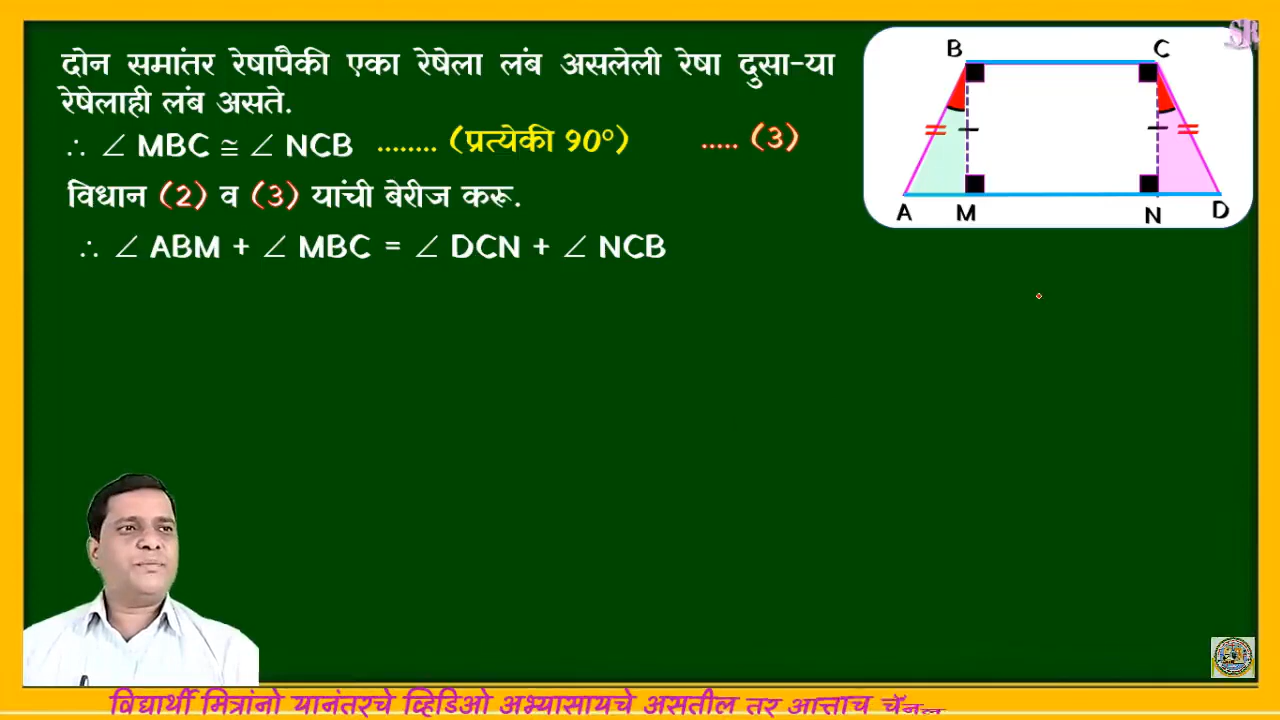 दोन समांतर रेषांपैकी एका रेषेला लंब असलेली रेषा दुसा-या
रेषेलाही लंब असते.
∴ ∠ MBC ≅ ∠ NCB ........ (प्रत्येकी 90°) ..... (3)
विधान (2) व (3) यांची बेरीज करू.
∴ ∠ ABM + ∠ MBC = ∠ DCN + ∠ NCB
B C
A M N D
SR
विद्यार्थी मित्रांनो यानंतरचे व्हिडिओ अभ्यासायचे असतील तर आत्ताच